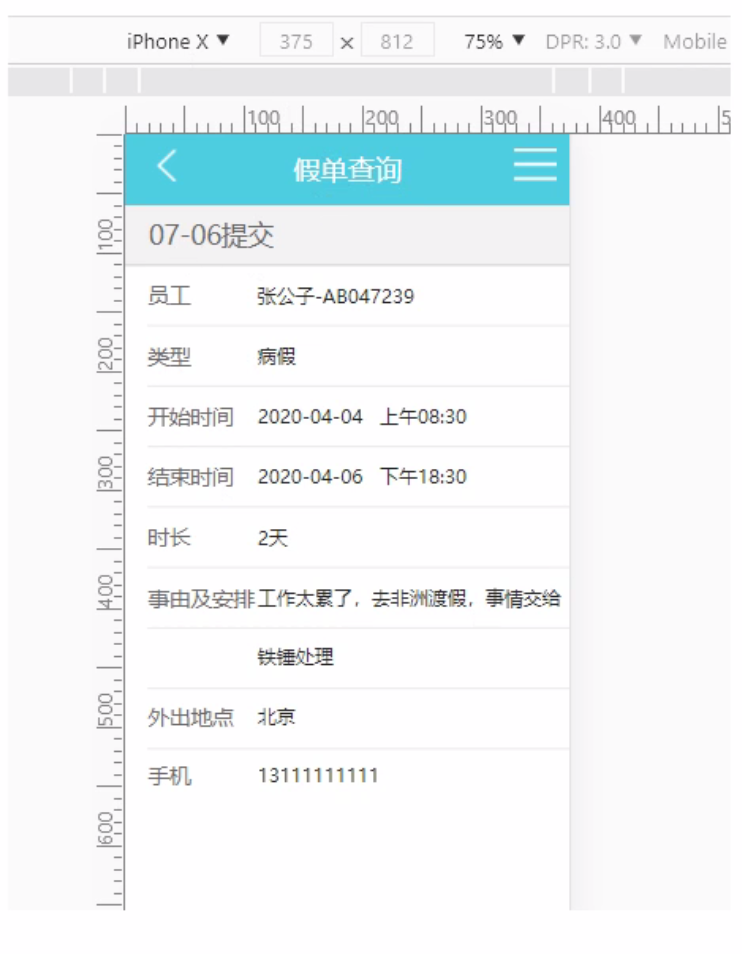 iPhone X ▼ 375 × 812 75% ▼ DPR: 3.0 ▼ Mobile
100 200 300 400 5
假单查询
07-06提交
100
员工 张公子-AB047239
类型 病假
200
开始时间 2020-04-04 上午08:30
结束时间 2020-04-06 下午18:30
300
时长 2天
事由及安排 工作太累了，去非洲渡假，事情交给
400
铁锤处理
外出地点 北京
500
手机 13111111111
600